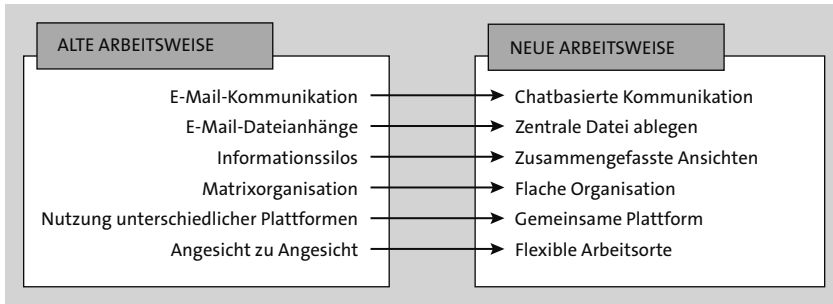 ALTE ARBEITSWEISE
NEUE ARBEITSWEISE
E-Mail-Kommunikation
Chatbasierte Kommunikation
E-Mail-Dateianhänge
Zentrale Datei ablegen
Informationssilos
Zusammengefasste Ansichten
Matrixorganisation
Flache Organisation
Nutzung unterschiedlicher Plattformen
Gemeinsame Plattform
Angesicht zu Angesicht
Flexible Arbeitsorte